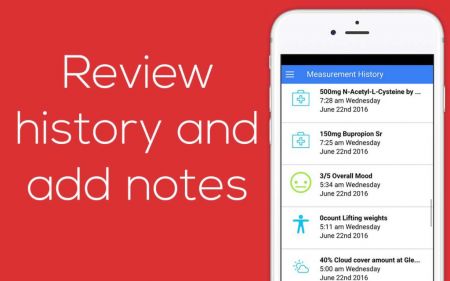 Review
history and
add notes
Measurement History
500mg N-Acetyl-L-Cysteine by ...
7:28 am Wednesday
June 22nd 2016
150mg Bupropion Sr
7:25 am Wednesday
June 22nd 2016
3/5 Overall Mood
5:34 am Wednesday
June 22nd 2016
0count Lifting weights
5:11 am Wednesday
June 22nd 2016
40% Cloud cover amount at Gle...
5:00 am Wednesday
June 22nd 2016